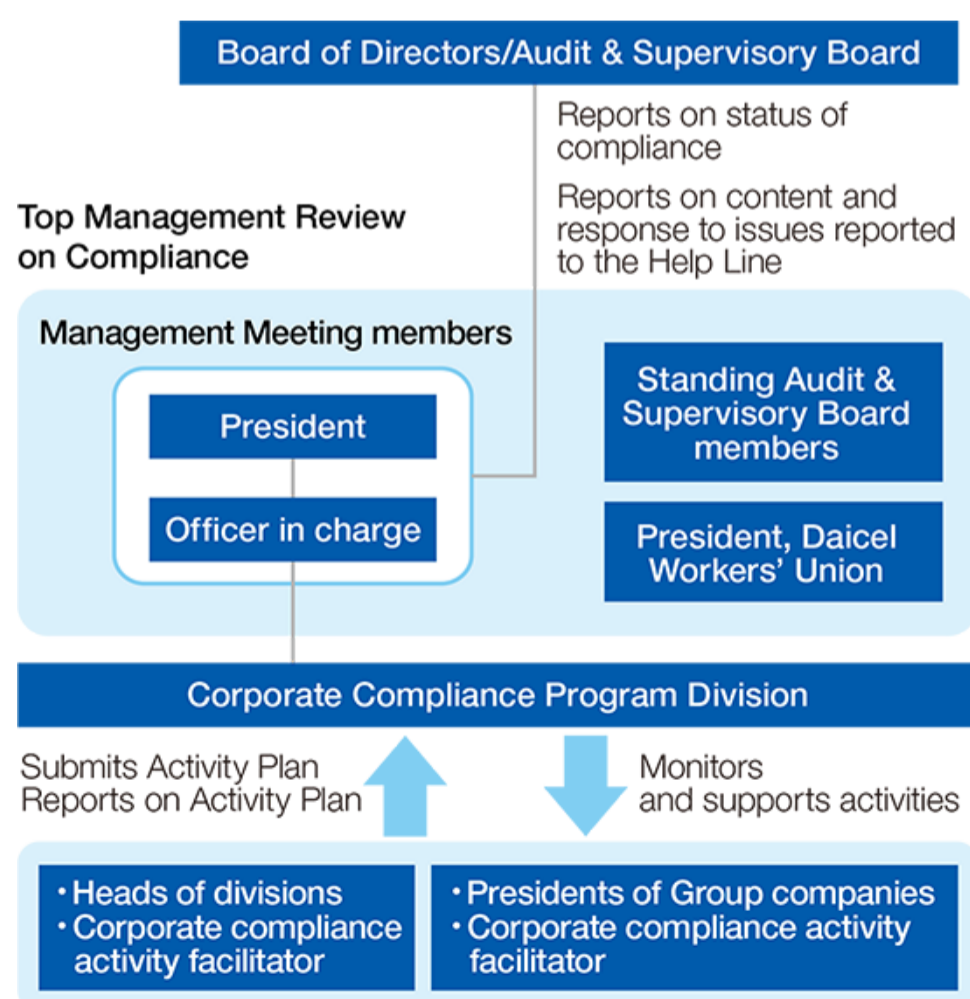 Board of Directors/Audit & Supervisory Board
Reports on status of
compliance
Reports on content and
response to issues reported
to the Help Line
Top Management Review
on Compliance
Management Meeting members
President
Officer in charge
Standing Audit &
Supervisory Board
members
President, Daicel
Workers’ Union
Corporate Compliance Program Division
Submits Activity Plan
Reports on Activity Plan
Monitors
and supports activities
・Heads of divisions
・Corporate compliance
activity facilitator
・Presidents of Group companies
・Corporate compliance activity
facilitator